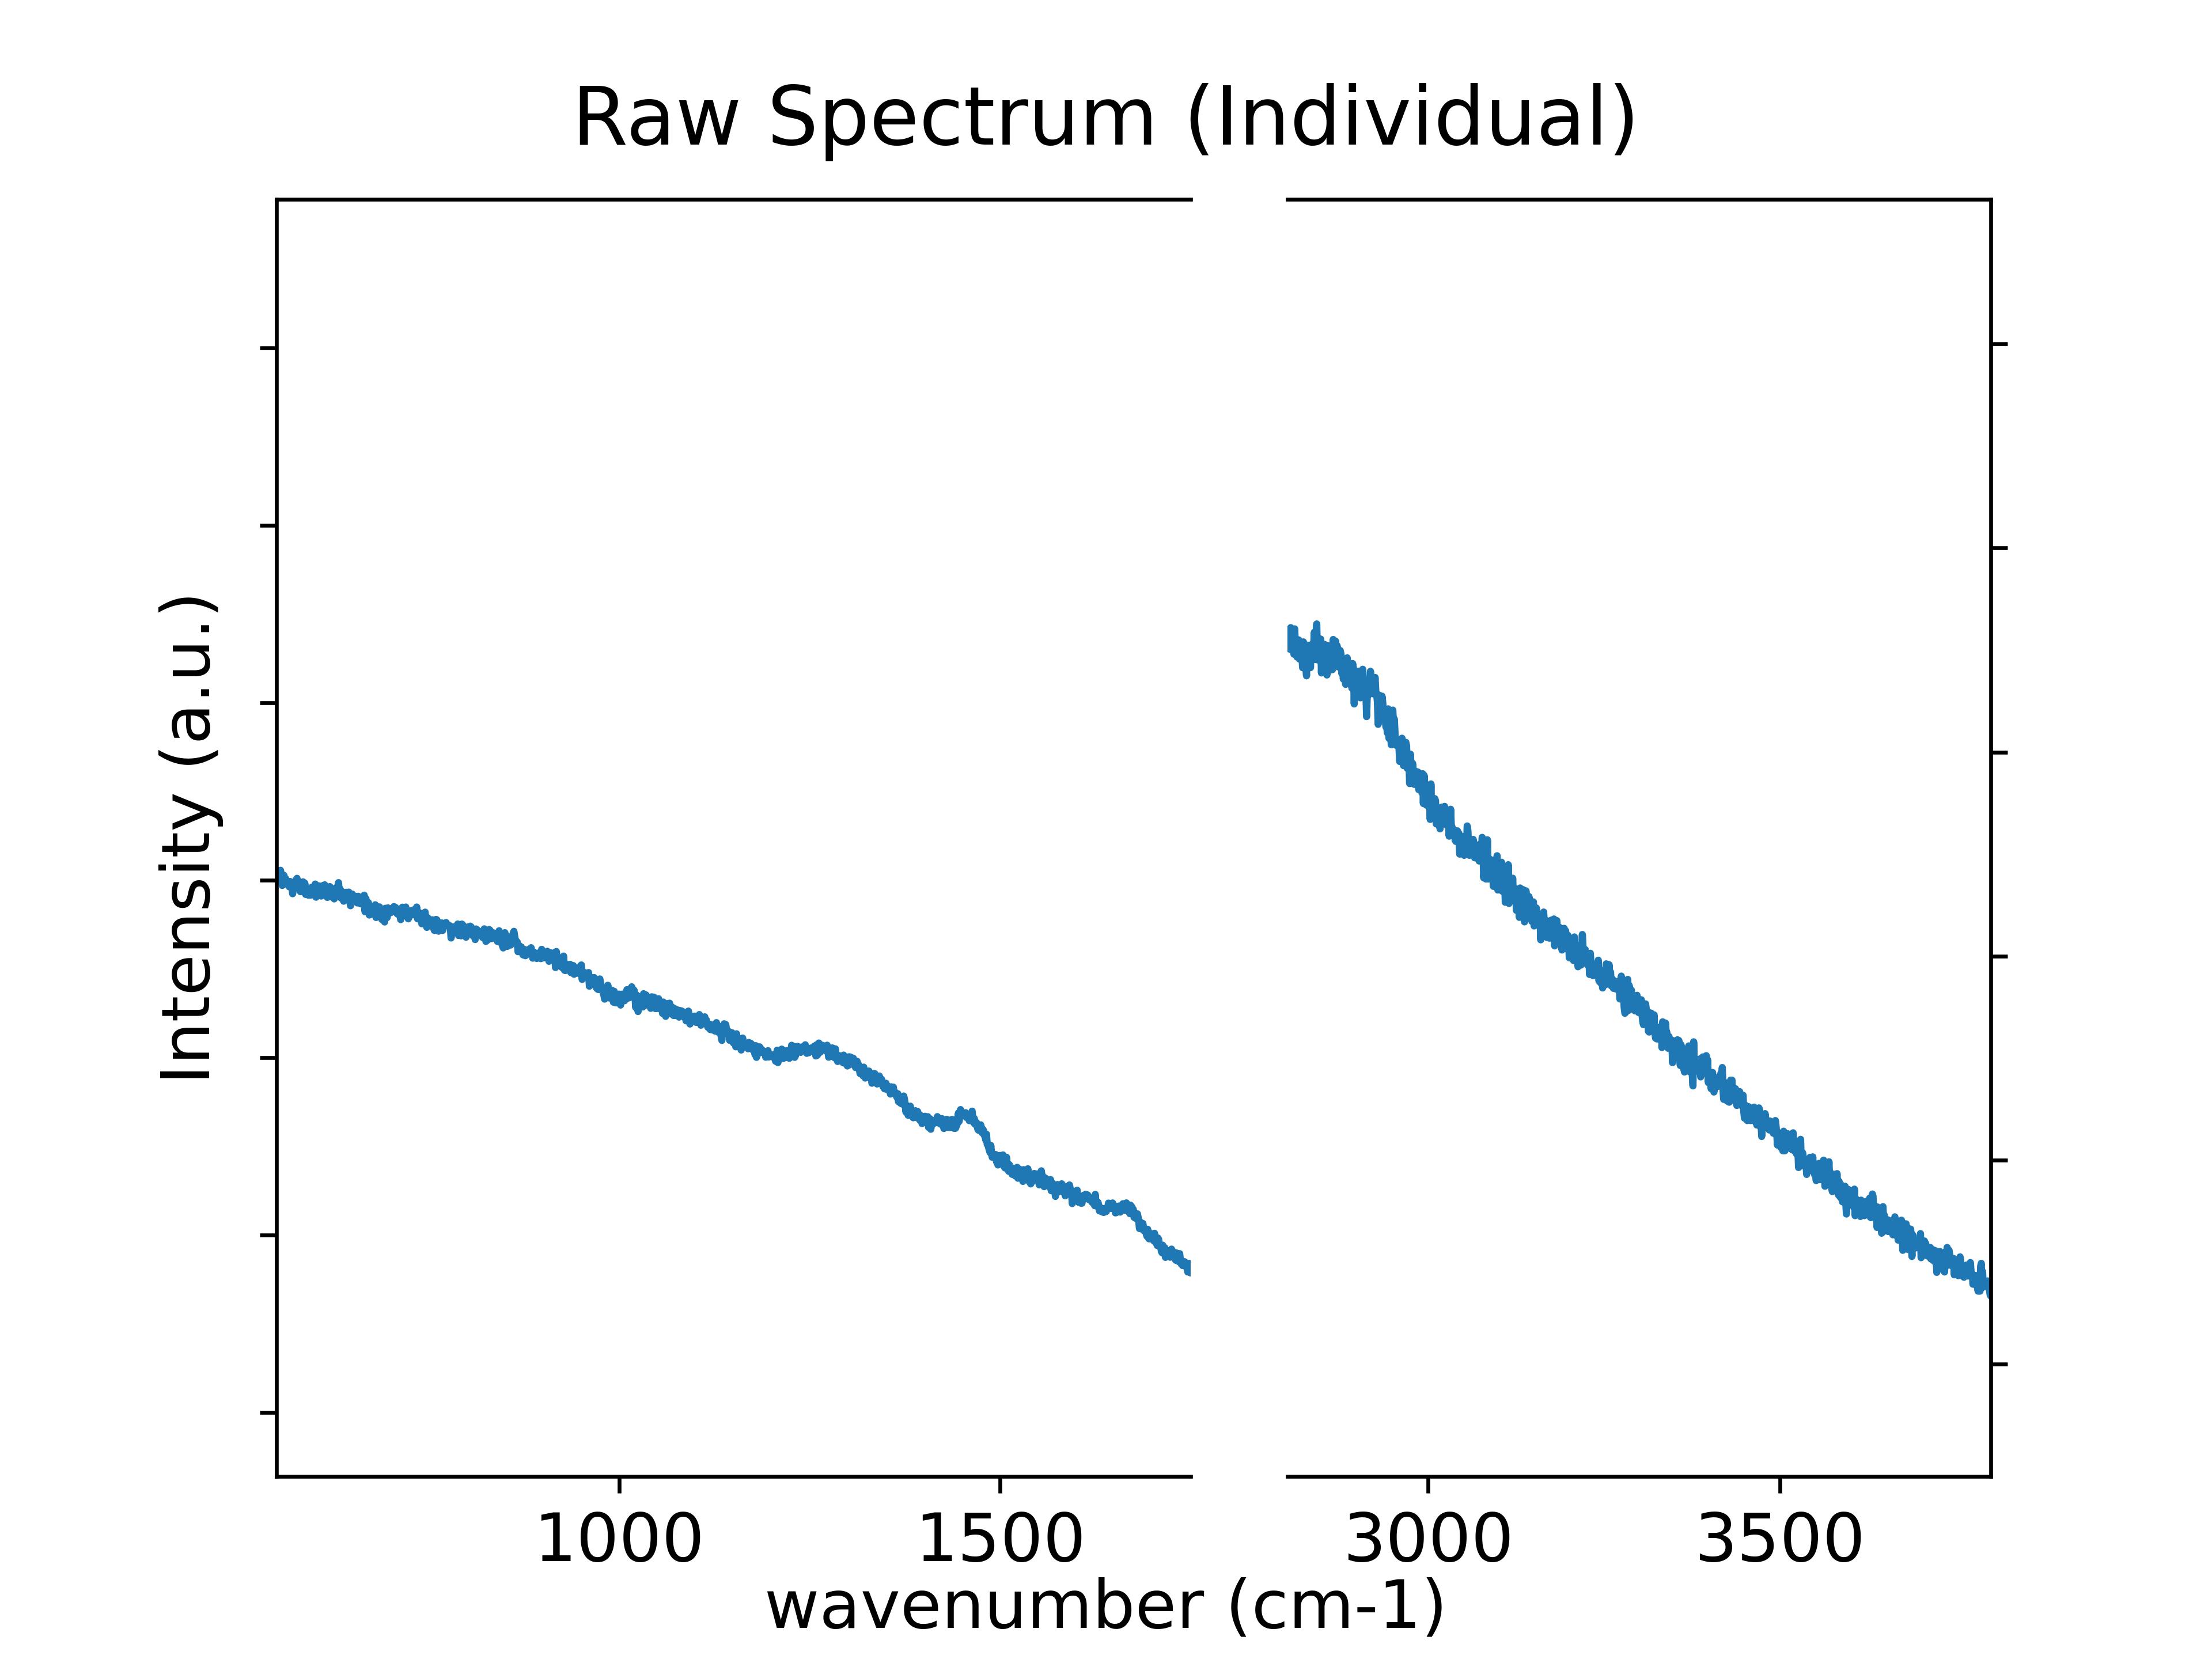 Raw Spectrum (Individual)
Intensity (a.u.)
1000 1500 3000 3500
wavenumber (cm-1)